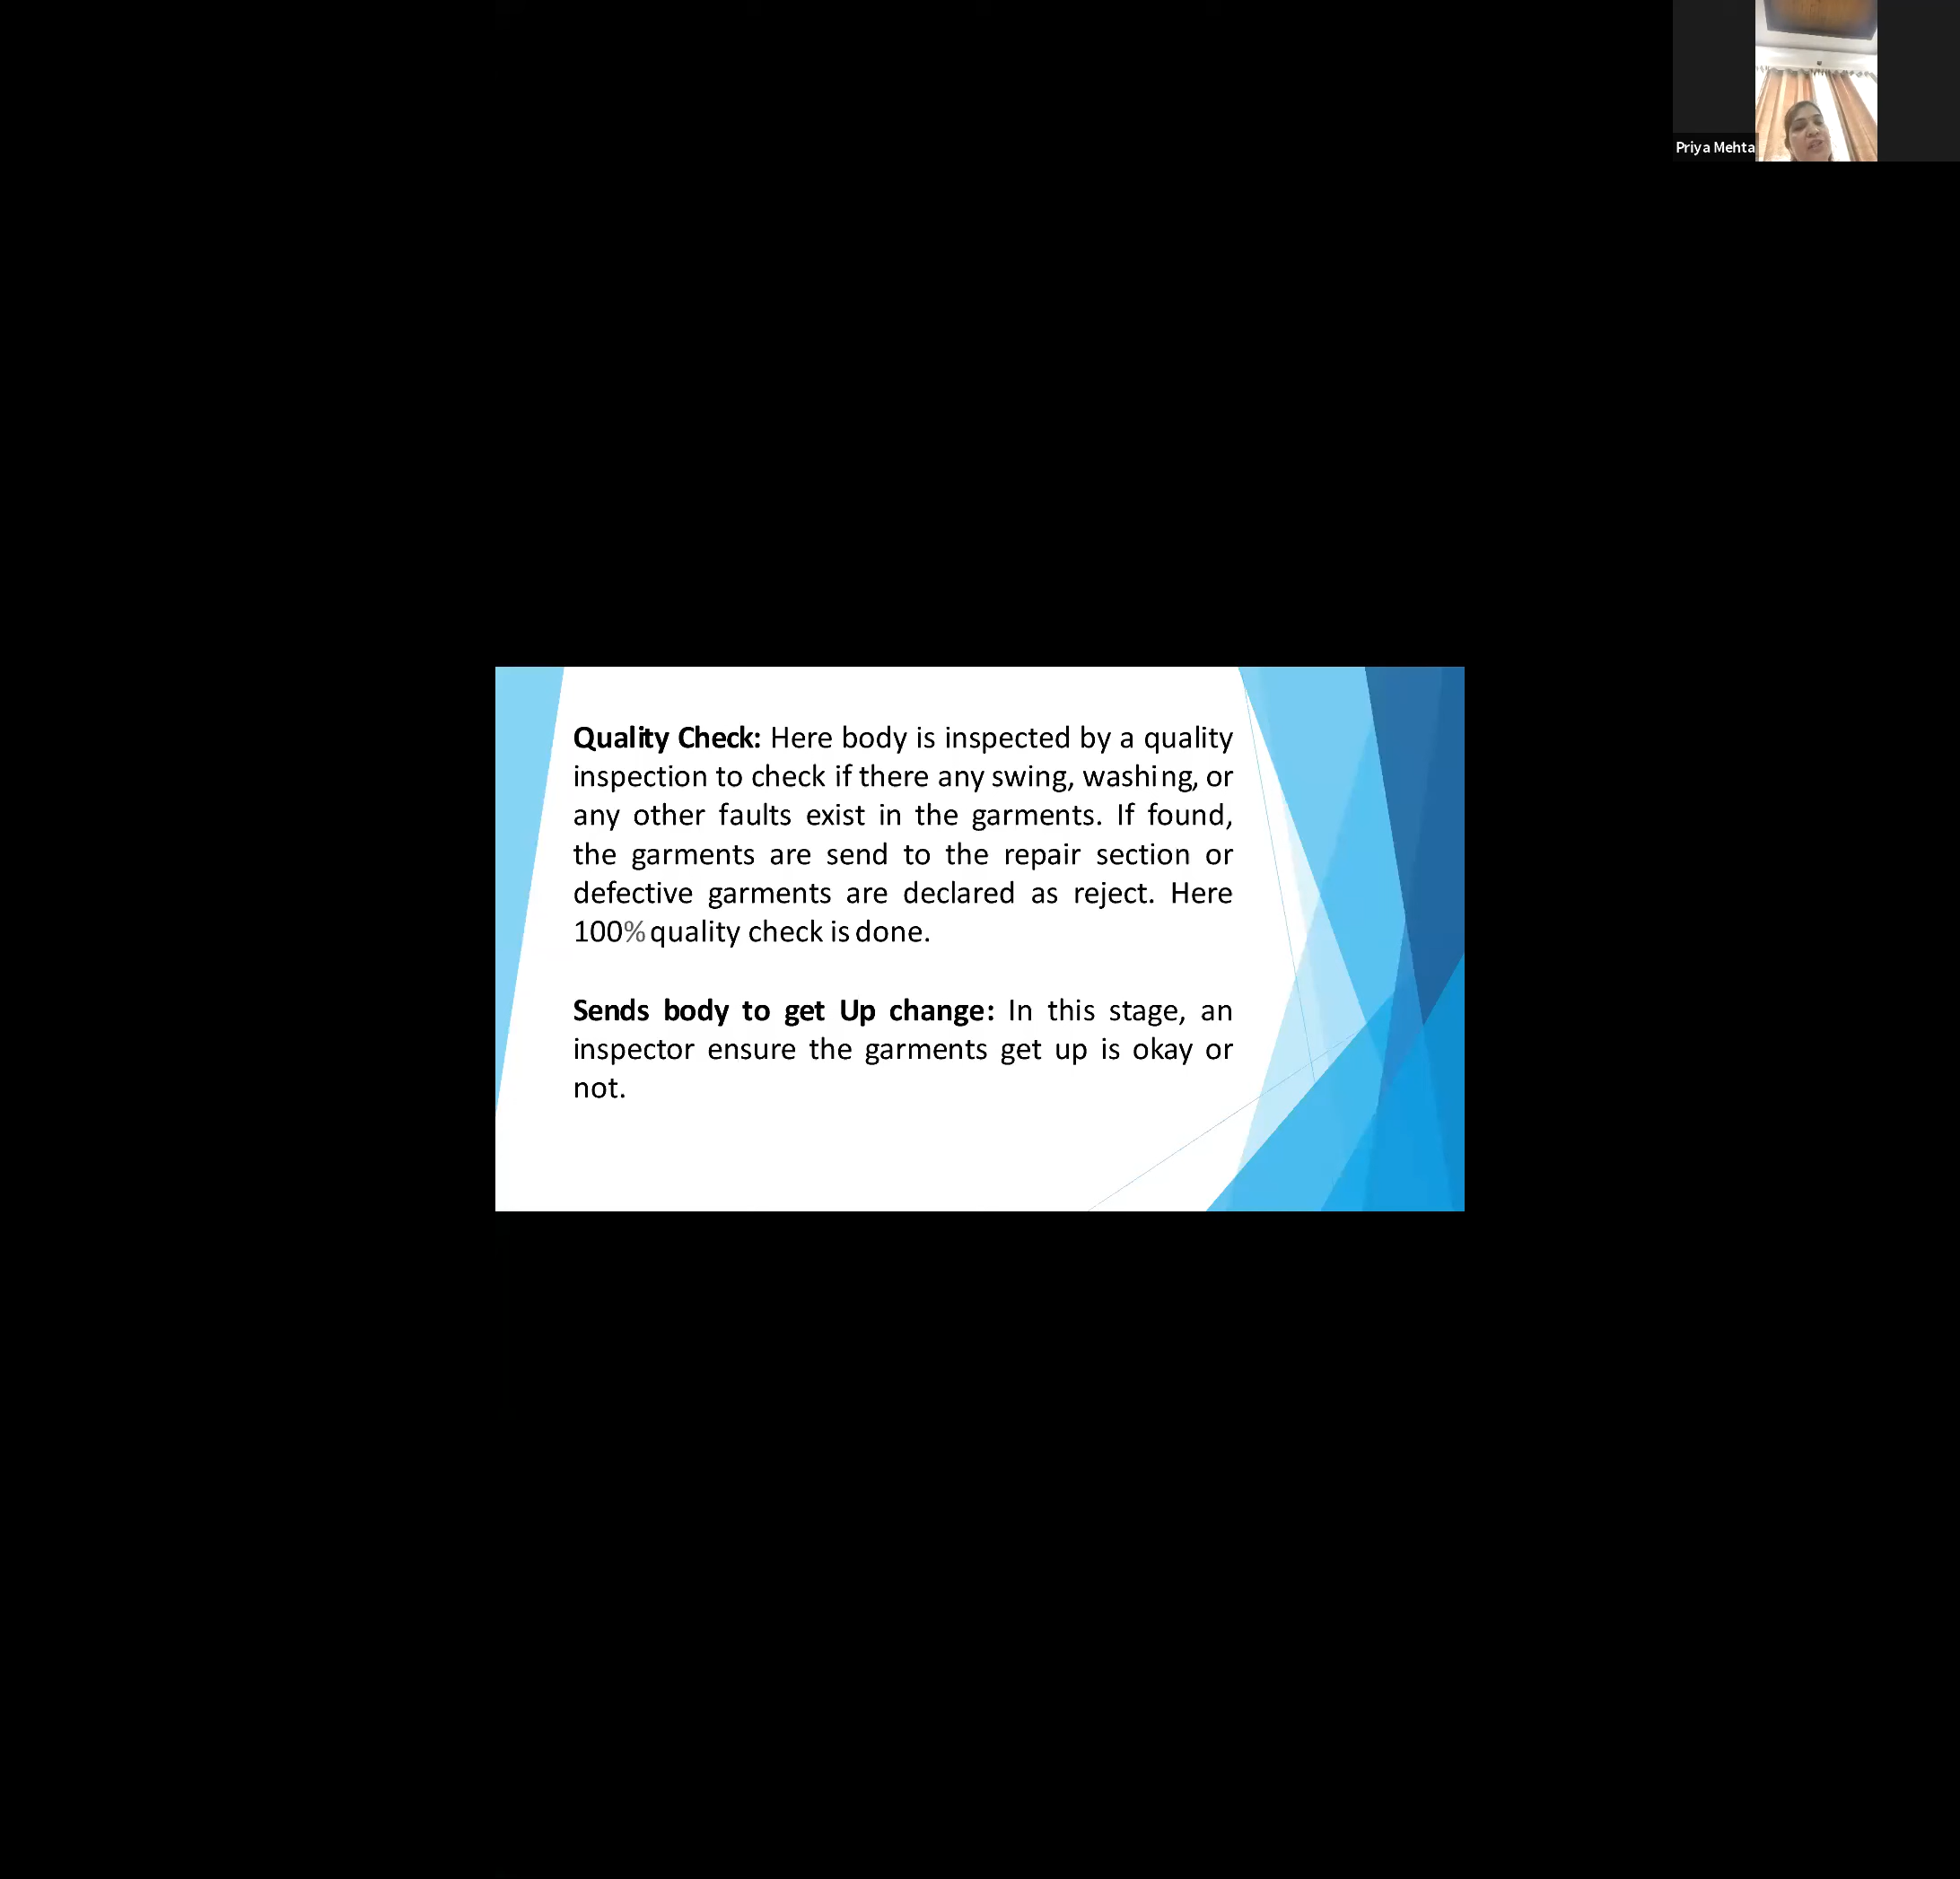 Priya Mehta
Quality Check: Here body is inspected by a quality
inspection to check if there any swing, washing, or
any other faults exist in the garments. If found,
the garments are send to the repair section or
defective garments are declared as reject. Here
100% quality check is done.
Sends body to get Up change: In this stage, an
inspector ensure the garments get up is okay or
not.